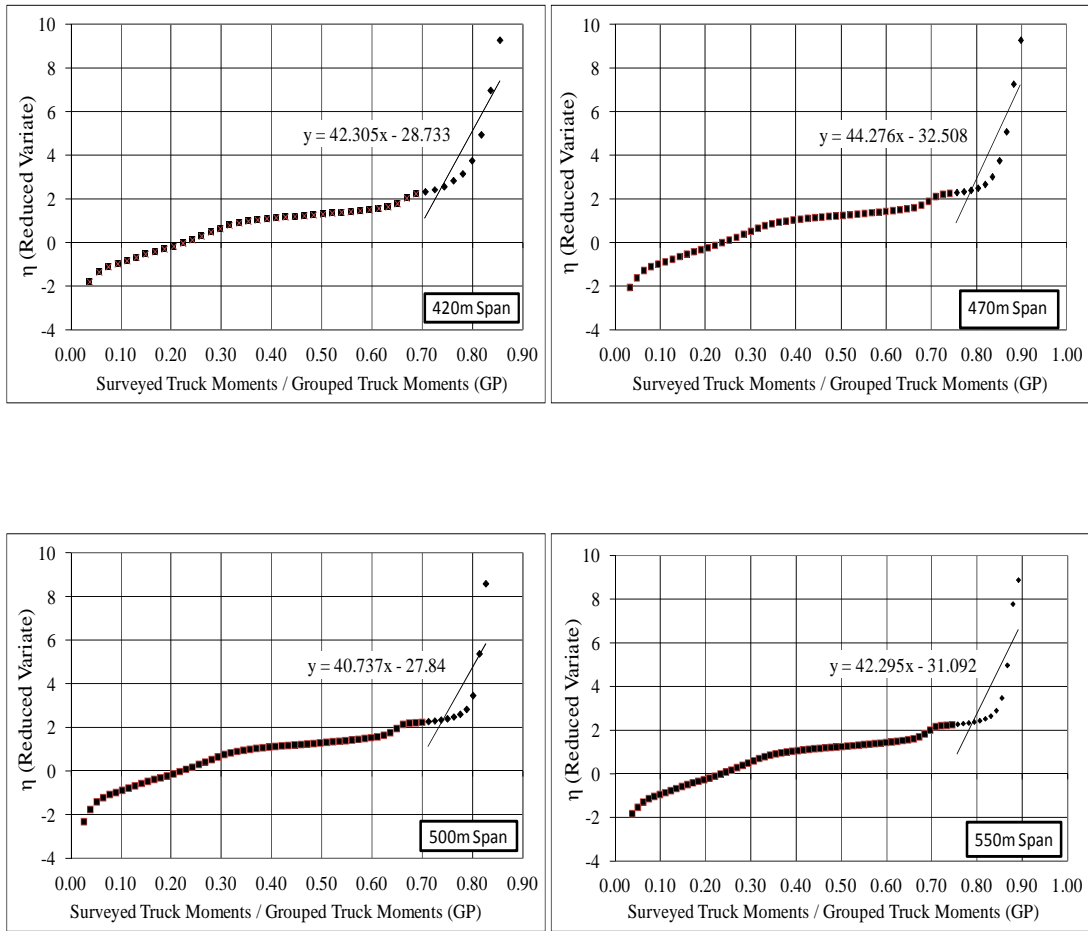 10
8
6
4
2
0
-2
-4
η (Reduced Variate)
y = 42.305x - 28.733
420m Span
0.00 0.10 0.20 0.30 0.40 0.50 0.60 0.70 0.80 0.90
Surveyed Truck Moments / Grouped Truck Moments (GP)
10
8
6
4
2
0
-2
-4
η (Reduced Variate)
y = 44.276x - 32.508
470m Span
0.00 0.10 0.20 0.30 0.40 0.50 0.60 0.70 0.80 0.90 1.00
Surveyed Truck Moments / Grouped Truck Moments (GP)
10
8
6
4
2
0
-2
-4
η (Reduced Variate)
y = 40.737x - 27.84
500m Span
0.00 0.10 0.20 0.30 0.40 0.50 0.60 0.70 0.80 0.90
Surveyed Truck Moments / Grouped Truck Moments (GP)
10
8
6
4
2
0
-2
-4
η (Reduced Variate)
y = 42.295x - 31.092
550m Span
0.00 0.10 0.20 0.30 0.40 0.50 0.60 0.70 0.80 0.90 1.00
Surveyed Truck Moments / Grouped Truck Moments (GP)